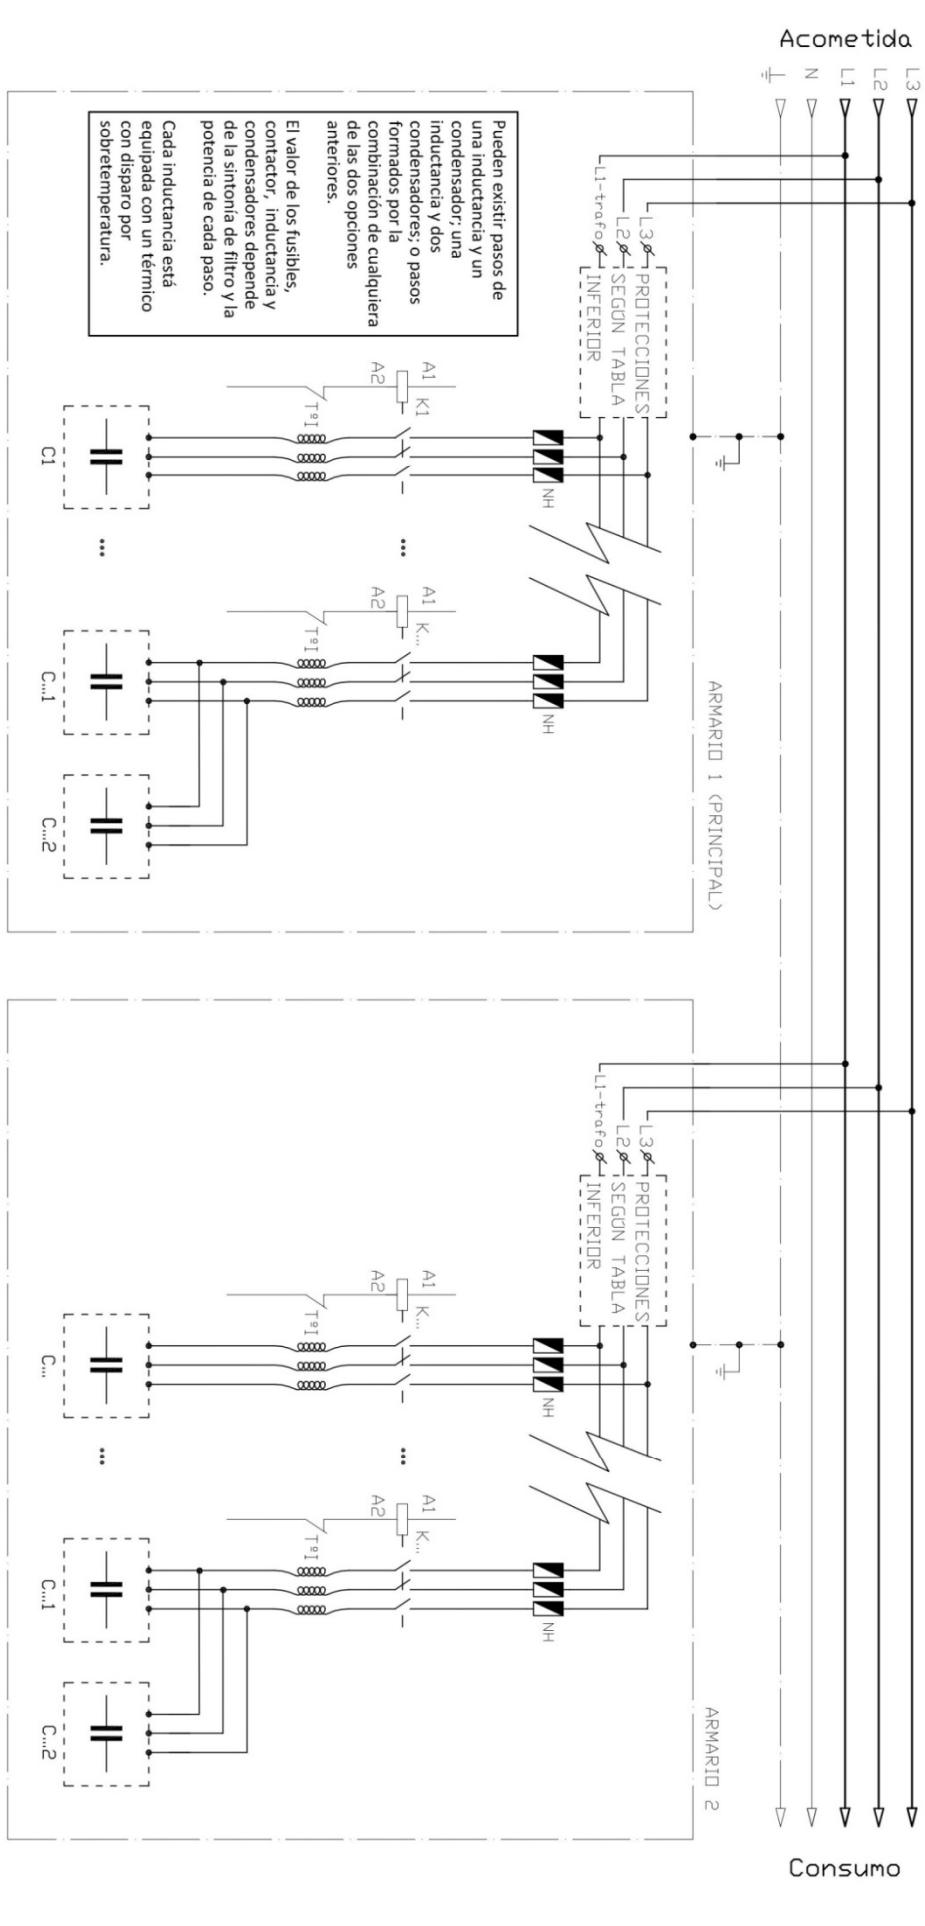 Acometida
L3
L2
L1
N
L1-trafo
L2
L3
PROTECCIONES
SEGÚN TABLA
INFERIOR
Pueden existir pasos de
una inductancia y un
condensador; una
inductancia y dos
condensadores; o pasos
formados por la
combinación de cualquiera
de las dos opciones
anteriores.
El valor de los fusibles,
contactor, inductancia y
condensadores depende
de la sintonía de filtro y la
potencia de cada paso.
Cada inductancia está
equipada con un térmico
con disparo por
sobretemperatura.
A1
A2
K1
TºI
NH
C1
...
...
A1
A2
K...
TºI
NH
C...1
C...2
ARMARIO 1 (PRINCIPAL)
L1-trafo
L2
L3
PROTECCIONES
SEGÚN TABLA
INFERIOR
A1
A2
K...
TºI
NH
C...
...
...
A1
A2
K...
TºI
NH
C...1
C...2
ARMARIO 2
Consumo